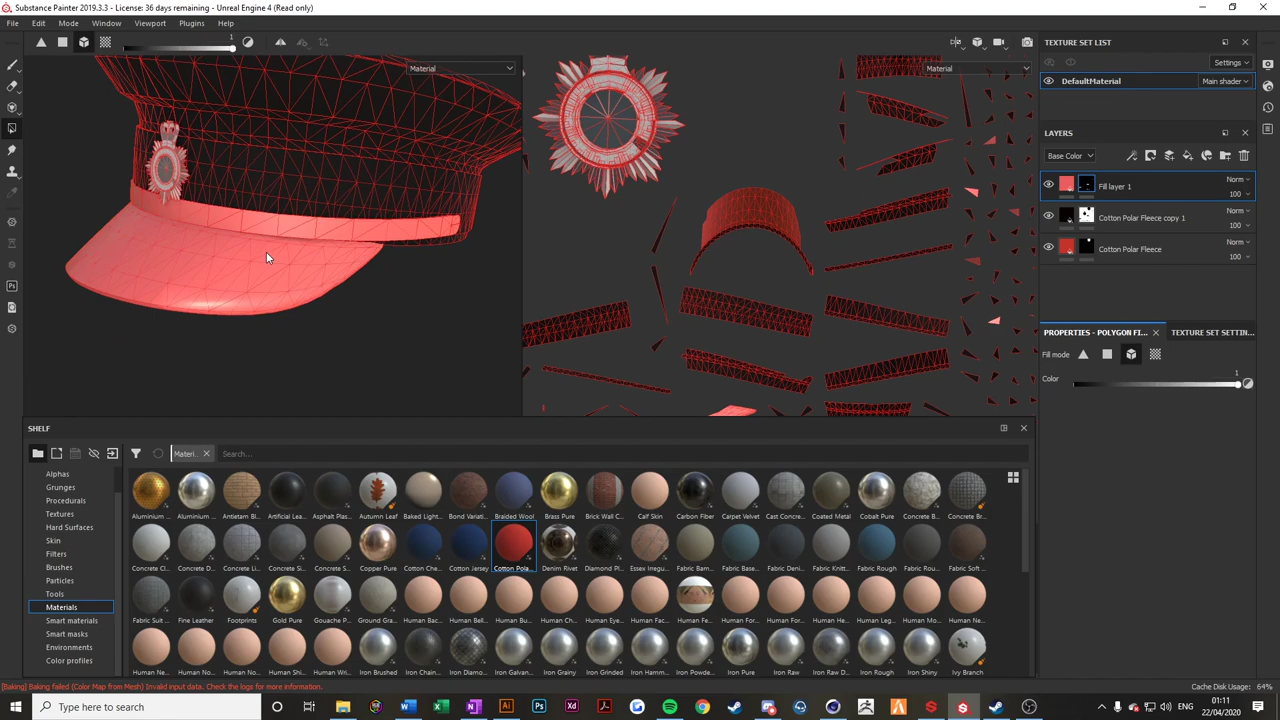 Substance Painter 2019.3.3 - License: 36 days remaining - Unreal Engine 4 (Read only)
File Edit Mode Window Viewport Plugins Help
1
Material
Material
TEXTURE SET LIST
Settings
DefaultMaterial
Main shader
LAYERS
Base Color
Fill layer 1
Norm
100
Cotton Polar Fleece copy 1
Norm
100
Cotton Polar Fleece
Norm
100
PROPERTIES - POLYGON FI...
TEXTURE SET SETTIN...
Fill mode
Color
1
SHELF
Materi..
Search...
Alphas
Grunges
Procedurals
Textures
Hard Surfaces
Skin
Filters
Brushes
Particles
Tools
Materials
Smart materials
Smart masks
Environments
Color profiles
Aluminium ... Aluminium ... Antietam Bl... Artificial Lea... Asphalt Plas... Autumn Leaf Baked Light... Bond Variati... Braided Wool Brass Pure Brick Wall C... Calf Skin Carbon Fiber Carpet Velvet Cast Concre... Coated Metal Cobalt Pure Concrete B... Concrete Br...
Concrete Cl... Concrete D... Concrete Li... Concrete Si... Concrete S... Copper Pure Cotton Che... Cotton Jersey Cotton Pola... Denim Rivet Diamond Pl... Essex Irregu... Fabric Bam... Fabric Base... Fabric Deni... Fabric Knitt... Fabric Rough Fabric Rou... Fabric Soft ...
Fabric Suit ... Fine Leather Footprints Gold Pure Gouache P... Ground Gra... Human Bac... Human Bell... Human Bu... Human Ch... Human Eye... Human Fac... Human Fe... Human For... Human For... Human He... Human Leg... Human Mo... Human Ne...
Human Ne... Human No... Human No... Human Shi... Human Wri... Iron Brushed Iron Chain... Iron Diamo... Iron Galvan... Iron Grainy Iron Grinded Iron Hamm... Iron Powde... Iron Pure Iron Raw Iron Raw D... Iron Rough Iron Shiny Ivy Branch
[Baking] Baking failed (Color Map from Mesh) Invalid input data. Check the logs for more information.
Cache Disk Usage: 64%
Type here to search
01:11
22/04/2020